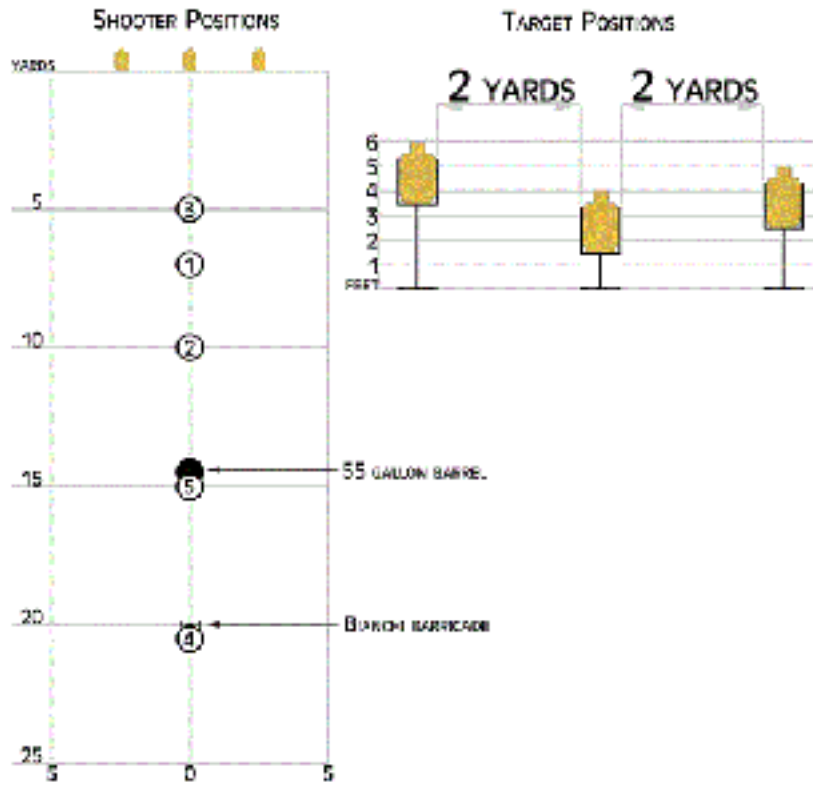 SHOOTER POSITIONS
YARDS
5
3
1
10
2
55 GALLON BARREL
15
5
20
BIANCHI BARRICADE
4
25
5 0 5
TARGET POSITIONS
2 YARDS 2 YARDS
6
5
4
3
2
1
FEET